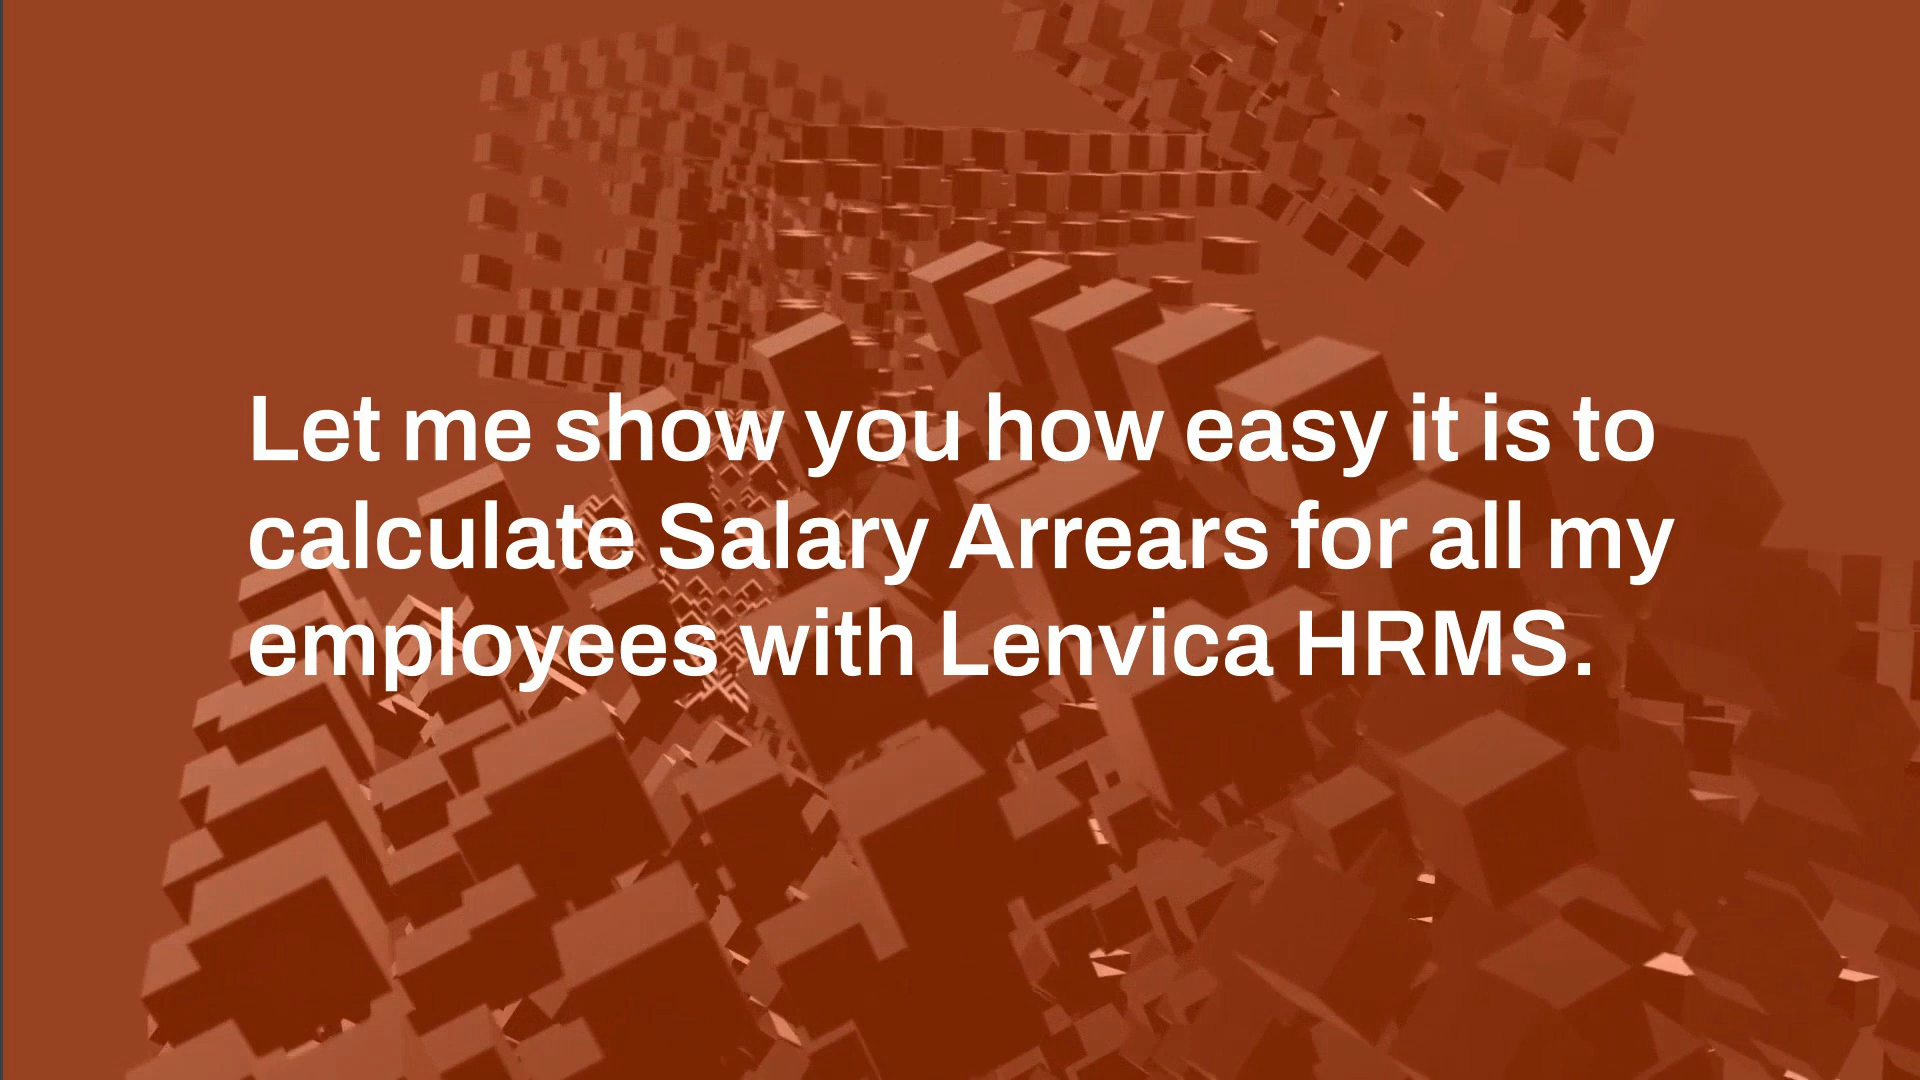 Let me show you how easy it is to
calculate Salary Arrears for all my
employees with Lenvica HRMS.